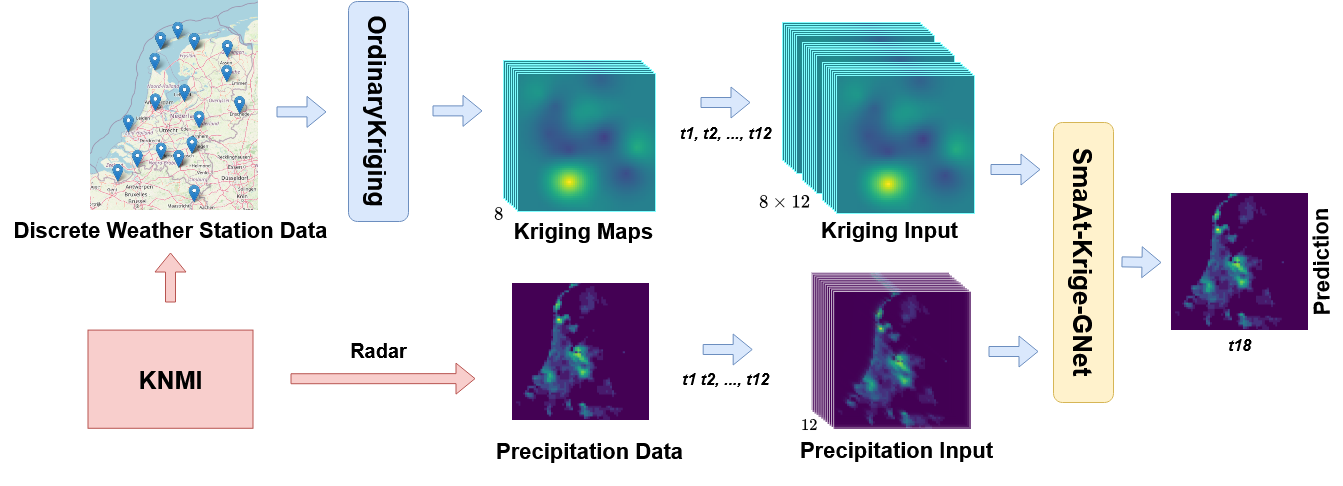 OrdinaryKriging
8
Kriging Maps
t1, t2, ..., t12
8 × 12
Kriging Input
Discrete Weather Station Data
KNMI
Radar
Precipitation Data
t1 t2, ..., t12
12
Precipitation Input
SmaAt-Krige-GNet
t18
Prediction